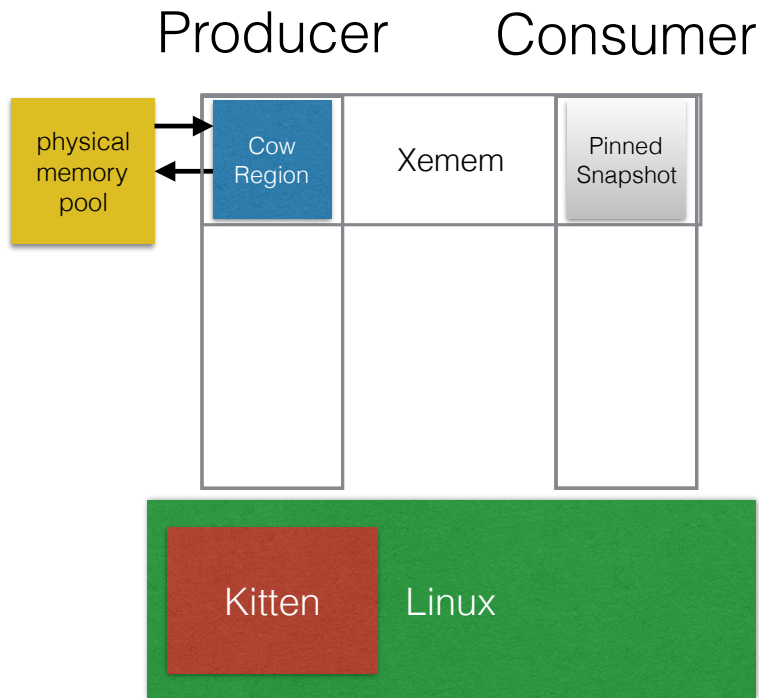 Producer
Consumer
physical
memory
pool
Cow
Region
Xemem
Pinned
Snapshot
Kitten
Linux